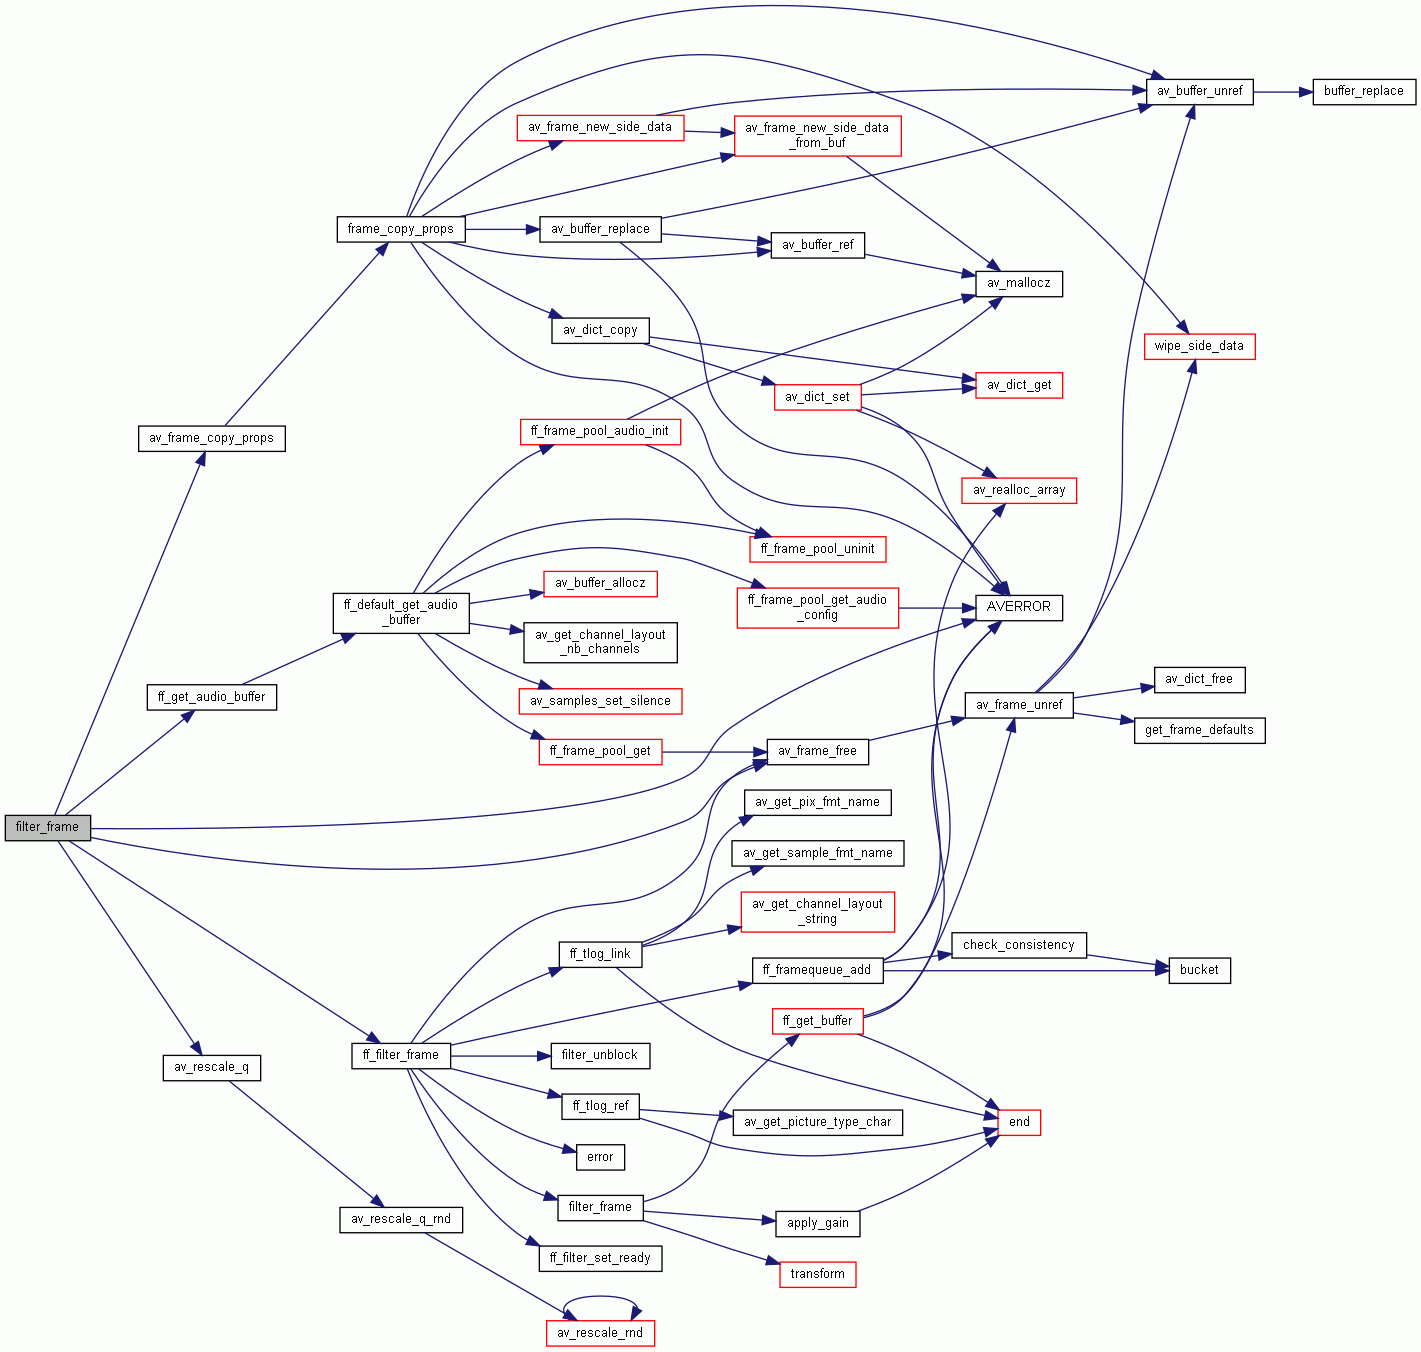 av_buffer_unref
buffer_replace
av_frame_new_side_data
av_frame_new_side_data
_from_buf
frame_copy_props
av_buffer_replace
av_buffer_ref
av_mallocz
av_dict_copy
wipe_side_data
av_dict_set
av_dict_get
av_frame_copy_props
ff_frame_pool_audio_init
av_realloc_array
ff_frame_pool_uninit
av_buffer_allocz
ff_default_get_audio
_buffer
ff_frame_pool_get_audio
_config
AVERROR
av_get_channel_layout
_nb_channels
av_dict_free
ff_get_audio_buffer
av_samples_set_silence
av_frame_unref
get_frame_defaults
ff_frame_pool_get
av_frame_free
av_get_pix_fmt_name
filter_frame
av_get_sample_fmt_name
av_get_channel_layout
_string
ff_tlog_link
check_consistency
ff_framequeue_add
bucket
ff_get_buffer
ff_filter_frame
filter_unblock
av_rescale_q
ff_tlog_ref
av_get_picture_type_char
end
error
filter_frame
av_rescale_q_rnd
apply_gain
ff_filter_set_ready
transform
av_rescale_rnd